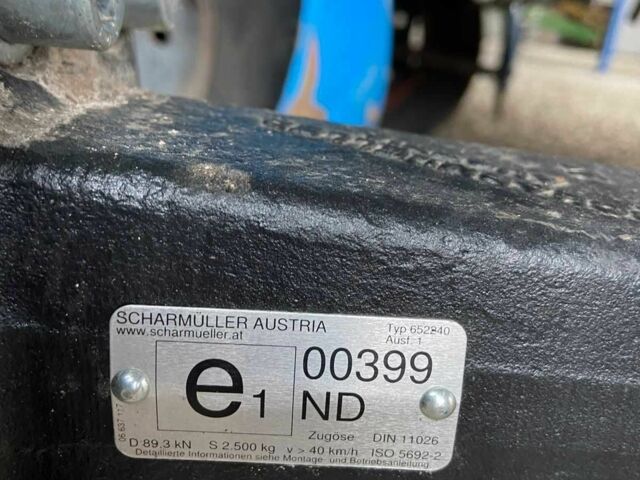 SCHARMÜLLER AUSTRIA
www.scharmueller.at
Typ 652240
Ausf. 1
e1
00399
ND
Zugöse DIN 11026
D 89.3 kN S 2.500 kg v > 40 km/h ISO 5692-2
Detaillierte Informationen siehe Montage- und Betriebsanleitung.